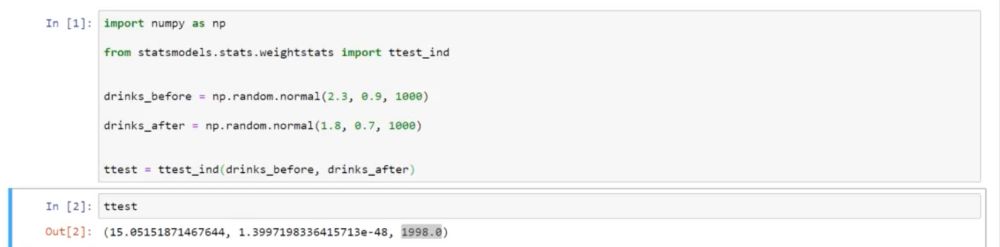 In [1]: import numpy as np
from statsmodels.stats.weightstats import ttest_ind
drinks_before = np.random.normal(2.3, 0.9, 1000)
drinks_after = np.random.normal(1.8, 0.7, 1000)
ttest = ttest_ind(drinks_before, drinks_after)
In [2]: ttest
Out[2]: (15.05151871467644, 1.3997198336415713e-48, 1998.0)